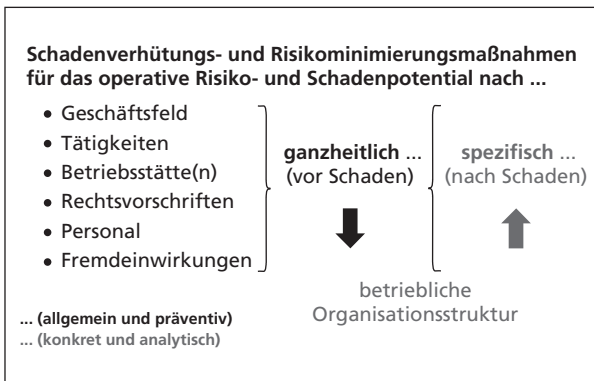 Schadenverhütungs- und Risikominimierungsmaßnahmen
für das operative Risiko- und Schadenpotential nach ...
• Geschäftsfeld
• Tätigkeiten
• Betriebsstätte(n)
• Rechtsvorschriften
• Personal
• Fremdeinwirkungen
ganzheitlich ...
(vor Schaden)
spezifisch ...
(nach Schaden)
betriebliche
Organisationsstruktur
... (allgemein und präventiv)
... (konkret und analytisch)